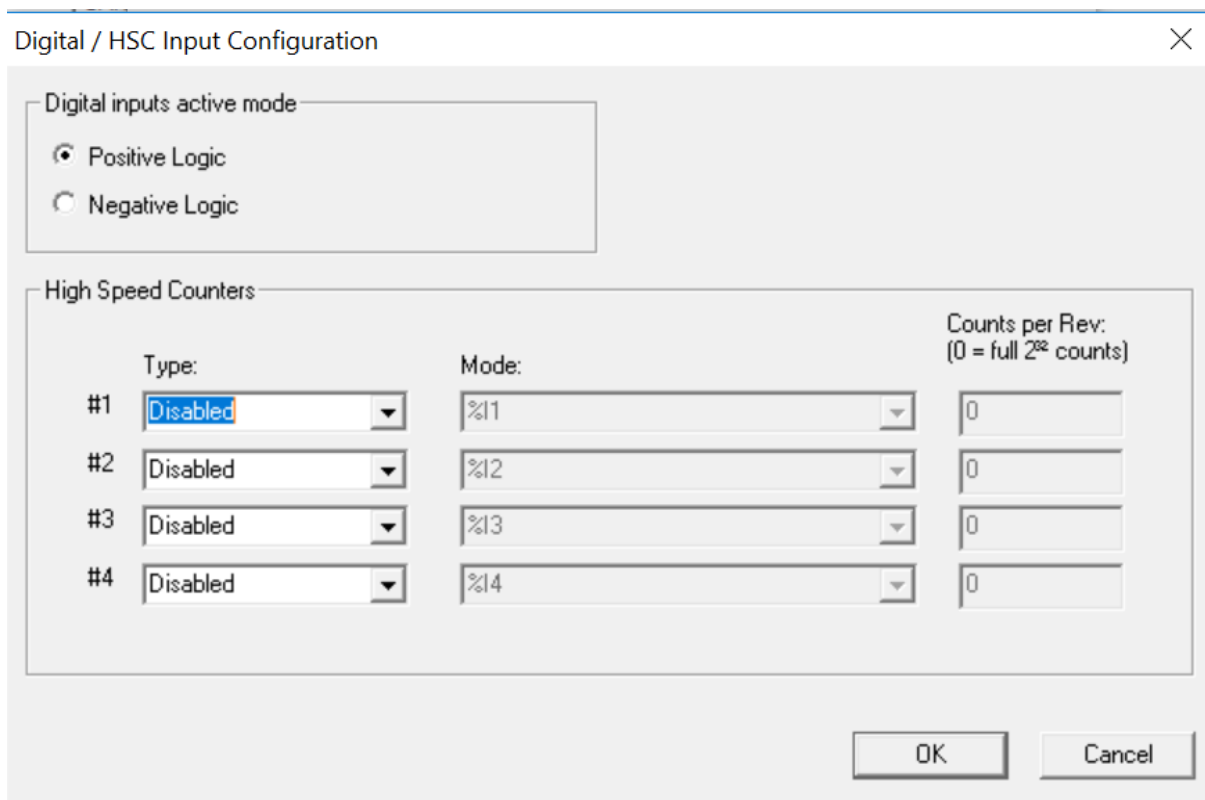 Digital / HSC Input Configuration
Digital inputs active mode
Positive Logic
Negative Logic
High Speed Counters
Counts per Rev:
(0 = full 2³² counts)
Type:
Mode:
#1 Disabled %I1 0
#2 Disabled %I2 0
#3 Disabled %I3 0
#4 Disabled %I4 0
OK Cancel